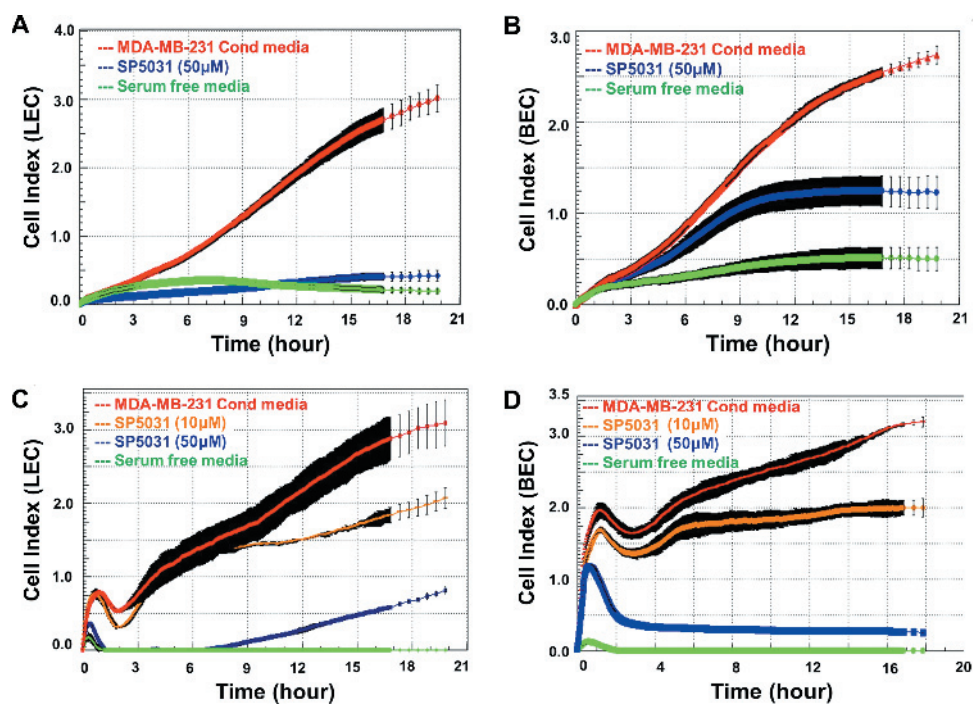 A
4.0
MDA-MB-231 Cond media
SP5031 (50µM)
Serum free media
3.0
2.0
1.0
0.0
Cell Index (LEC)
0 3 6 9 12 15 18 21
Time (hour)
B
3.0
MDA-MB-231 Cond media
SP5031 (50µM)
Serum free media
2.0
1.0
0.0
Cell Index (BEC)
0 3 6 9 12 15 18 21
Time (hour)
C
MDA-MB-231 Cond media
SP5031 (10µM)
SP5031 (50µM)
Serum free media
3.0
2.0
1.0
0.0
Cell Index (LEC)
0 3 6 9 12 15 18 21
Time (hour)
D
3.5
MDA-MB-231 Cond media
SP5031 (10µM)
SP5031 (50µM)
Serum free media
3.0
2.0
1.0
0.0
Cell Index (BEC)
0 4 8 12 16 20
Time (hour)